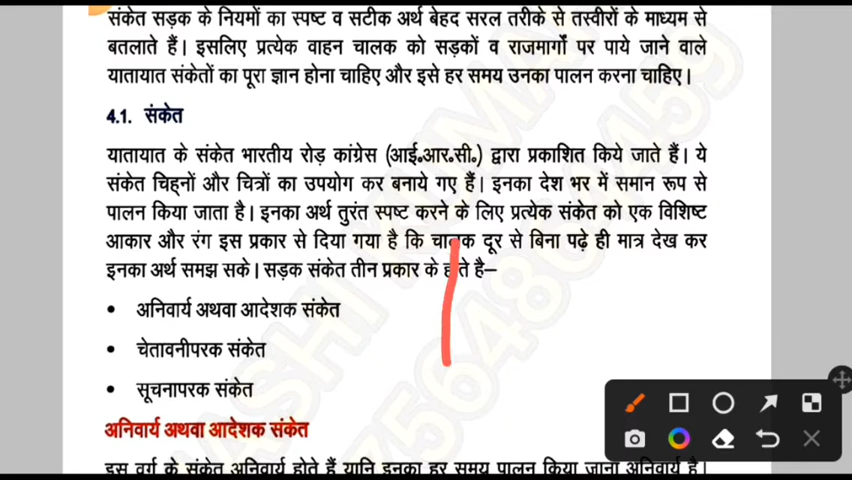 संकेत सड़क के नियमों का स्पष्ट व सटीक अर्थ बेहद सरल तरीके से तस्वीरों के माध्यम से
बतलाते हैं। इसलिए प्रत्येक वाहन चालक को सड़कों व राजमार्गों पर पाये जाने वाले
यातायात संकेतों का पूरा ज्ञान होना चाहिए और इसे हर समय उनका पालन करना चाहिए।
4.1. संकेत
यातायात के संकेत भारतीय रोड़ कांग्रेस (आई॰आर॰सी॰) द्वारा प्रकाशित किये जाते हैं। ये
संकेत चिह्नों और चित्रों का उपयोग कर बनाये गए हैं। इनका देश भर में समान रूप से
पालन किया जाता है। इनका अर्थ तुरंत स्पष्ट करने के लिए प्रत्येक संकेत को एक विशिष्ट
आकार और रंग इस प्रकार से दिया गया है कि चालक दूर से बिना पढ़े ही मात्र देख कर
इनका अर्थ समझ सके। सड़क संकेत तीन प्रकार के होते है–
• अनिवार्य अथवा आदेशक संकेत
• चेतावनीपरक संकेत
• सूचनापरक संकेत
अनिवार्य अथवा आदेशक संकेत
इस वर्ग के संकेत अनिवार्य होते हैं यानि इनका हर समय पालन किया जाना अनिवार्य है।